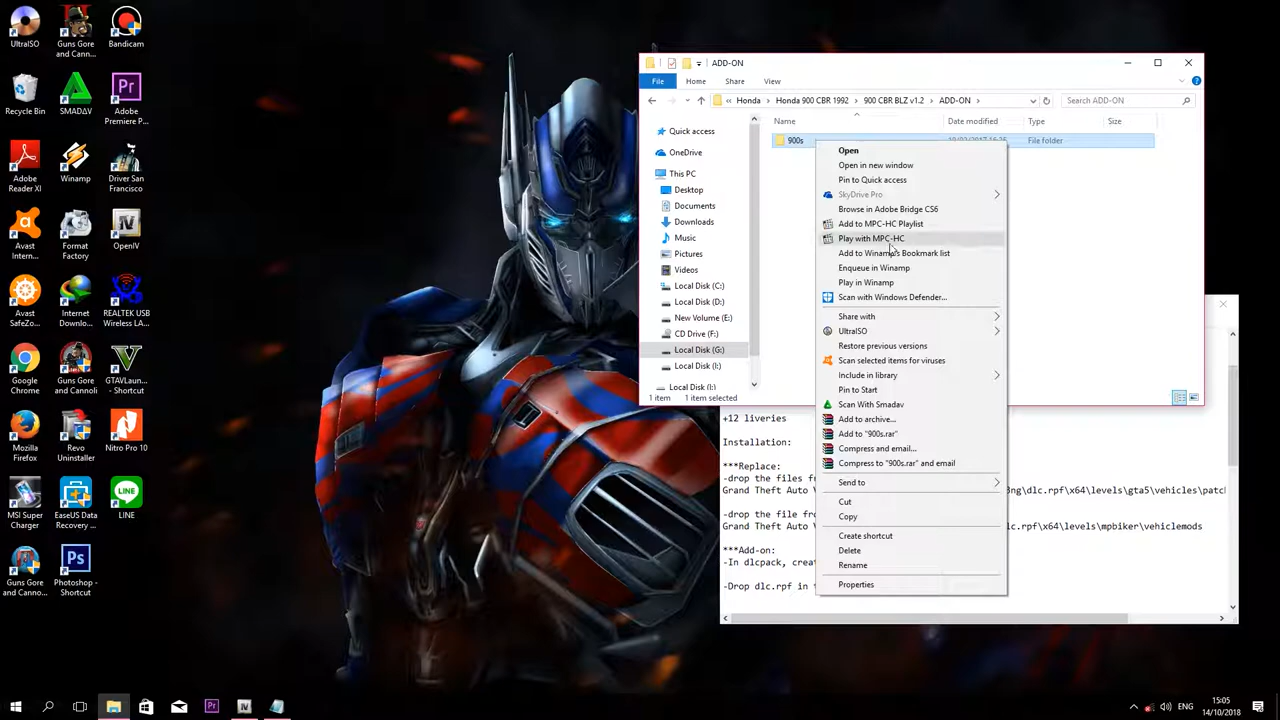 UltraISO
Guns Gore
and Cann...
Bandicam
Recycle Bin
SMADAV
Adobe
Premiere P...
Adobe
Reader XI
Winamp
Driver San
Francisco
Avast
Intern...
Format
Factory
OpenIV
Avast
SafeZo...
Internet
Downlo...
REALTEK USB
Wireless LA...
Google
Chrome
Guns Gore
and Cannoli
GTAVLaun...
- Shortcut
Mozilla
Firefox
Revo
Uninstaller
Nitro Pro 10
MSI Super
Charger
EaseUS Data
Recovery ...
LINE
Guns Gore
and Canno...
Photoshop -
Shortcut
ADD-ON
File
Home
Share
View
« Honda > Honda 900 CBR 1992 > 900 CBR BLZ v1.2 > ADD-ON >
Search ADD-ON
Name
Date modified
Type
Size
Quick access
OneDrive
This PC
Desktop
Documents
Downloads
Music
Pictures
Videos
Local Disk (C:)
Local Disk (D:)
New Volume (E:)
CD Drive (F:)
Local Disk (G:)
Local Disk (I:)
Local Disk (I:)
900s
File folder
1 item
1 item selected
Open
Open in new window
Pin to Quick access
SkyDrive Pro
Browse in Adobe Bridge CS6
Add to MPC-HC Playlist
Play with MPC-HC
Add to Winamp's Bookmark list
Enqueue in Winamp
Play in Winamp
Scan with Windows Defender...
Share with
UltraISO
Restore previous versions
Scan selected items for viruses
Include in library
Pin to Start
Scan With Smadav
Add to archive...
Add to "900s.rar"
Compress and email...
Compress to "900s.rar" and email
Send to
Cut
Copy
Create shortcut
Delete
Rename
Properties
+12 liveries
Installation:
***Replace:
-drop the files f
Grand Theft Auto V
ng\dlc.rpf\x64\levels\gta5\vehicles\patc
-drop the file fro
Grand Theft Auto V
lc.rpf\x64\levels\mpbiker\vehiclemods
***Add-on:
-In dlcpack, creat
-Drop dlc.rpf in t
ENG
15:05
14/10/2018